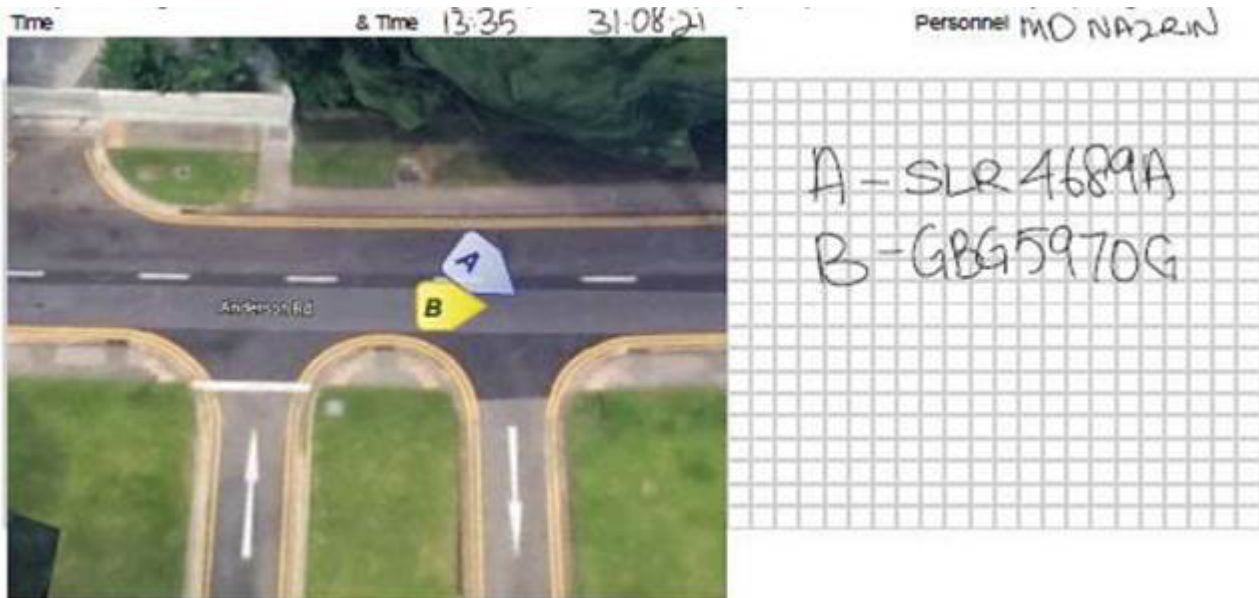 Time & Time 13:35 31-08-21 Personnel MD NAZRIN
A - SLR 4689A
B - GBG5970G
A
B
Anderson Rd